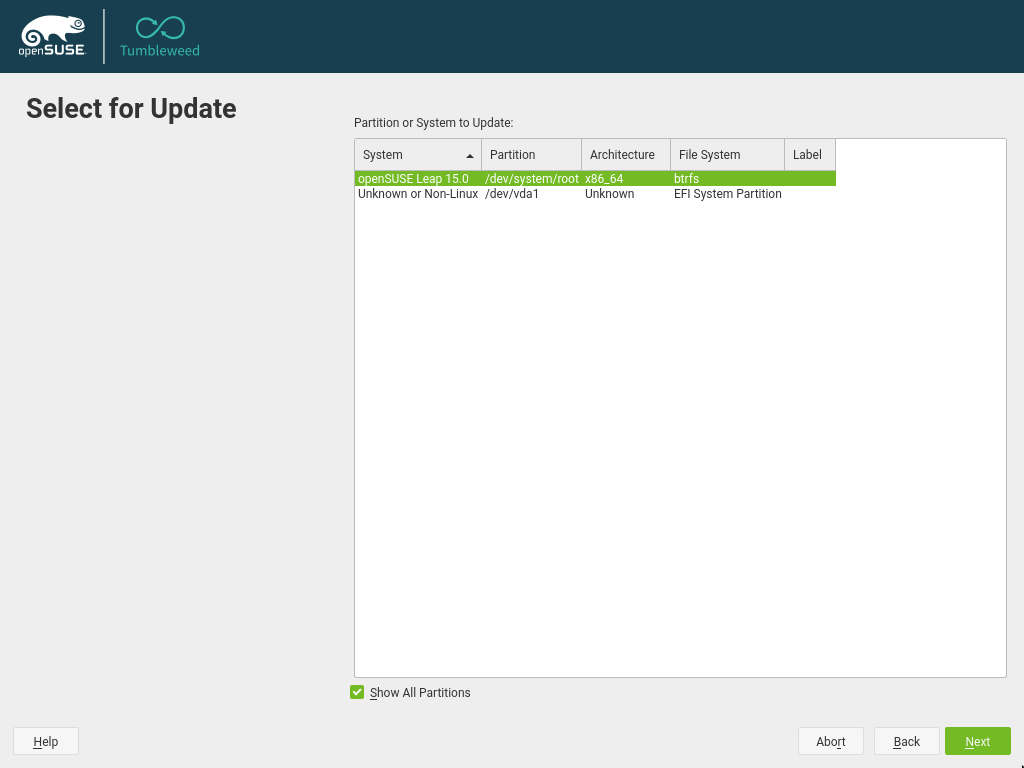 openSUSE
Tumbleweed
Select for Update
Partition or System to Update:
System Partition Architecture File System Label
openSUSE Leap 15.0 /dev/system/root x86_64 btrfs
Unknown or Non-Linux /dev/vda1 Unknown EFI System Partition
Show All Partitions
Help Abort Back Next